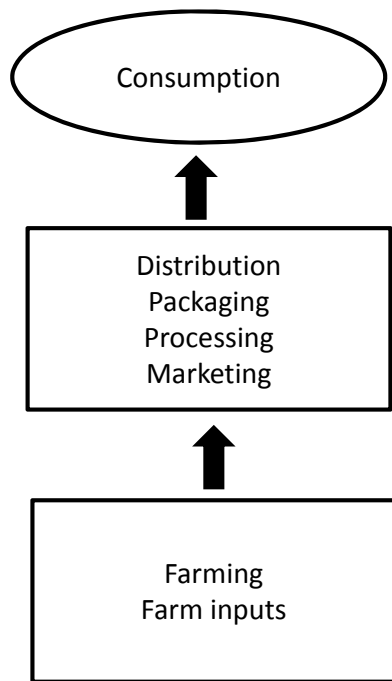 Consumption
Distribution
Packaging
Processing
Marketing
Farming
Farm inputs